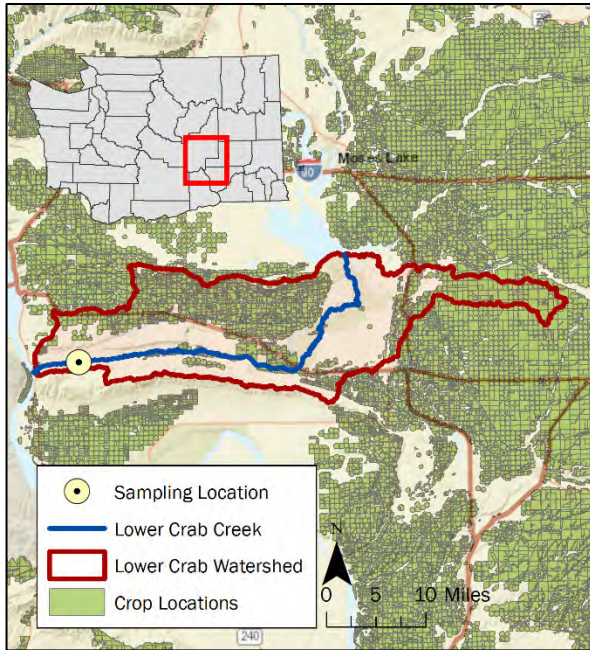 Moses Lake
90
Sampling Location
Lower Crab Creek
Lower Crab Watershed
Crop Locations
N
0 5 10 Miles
240